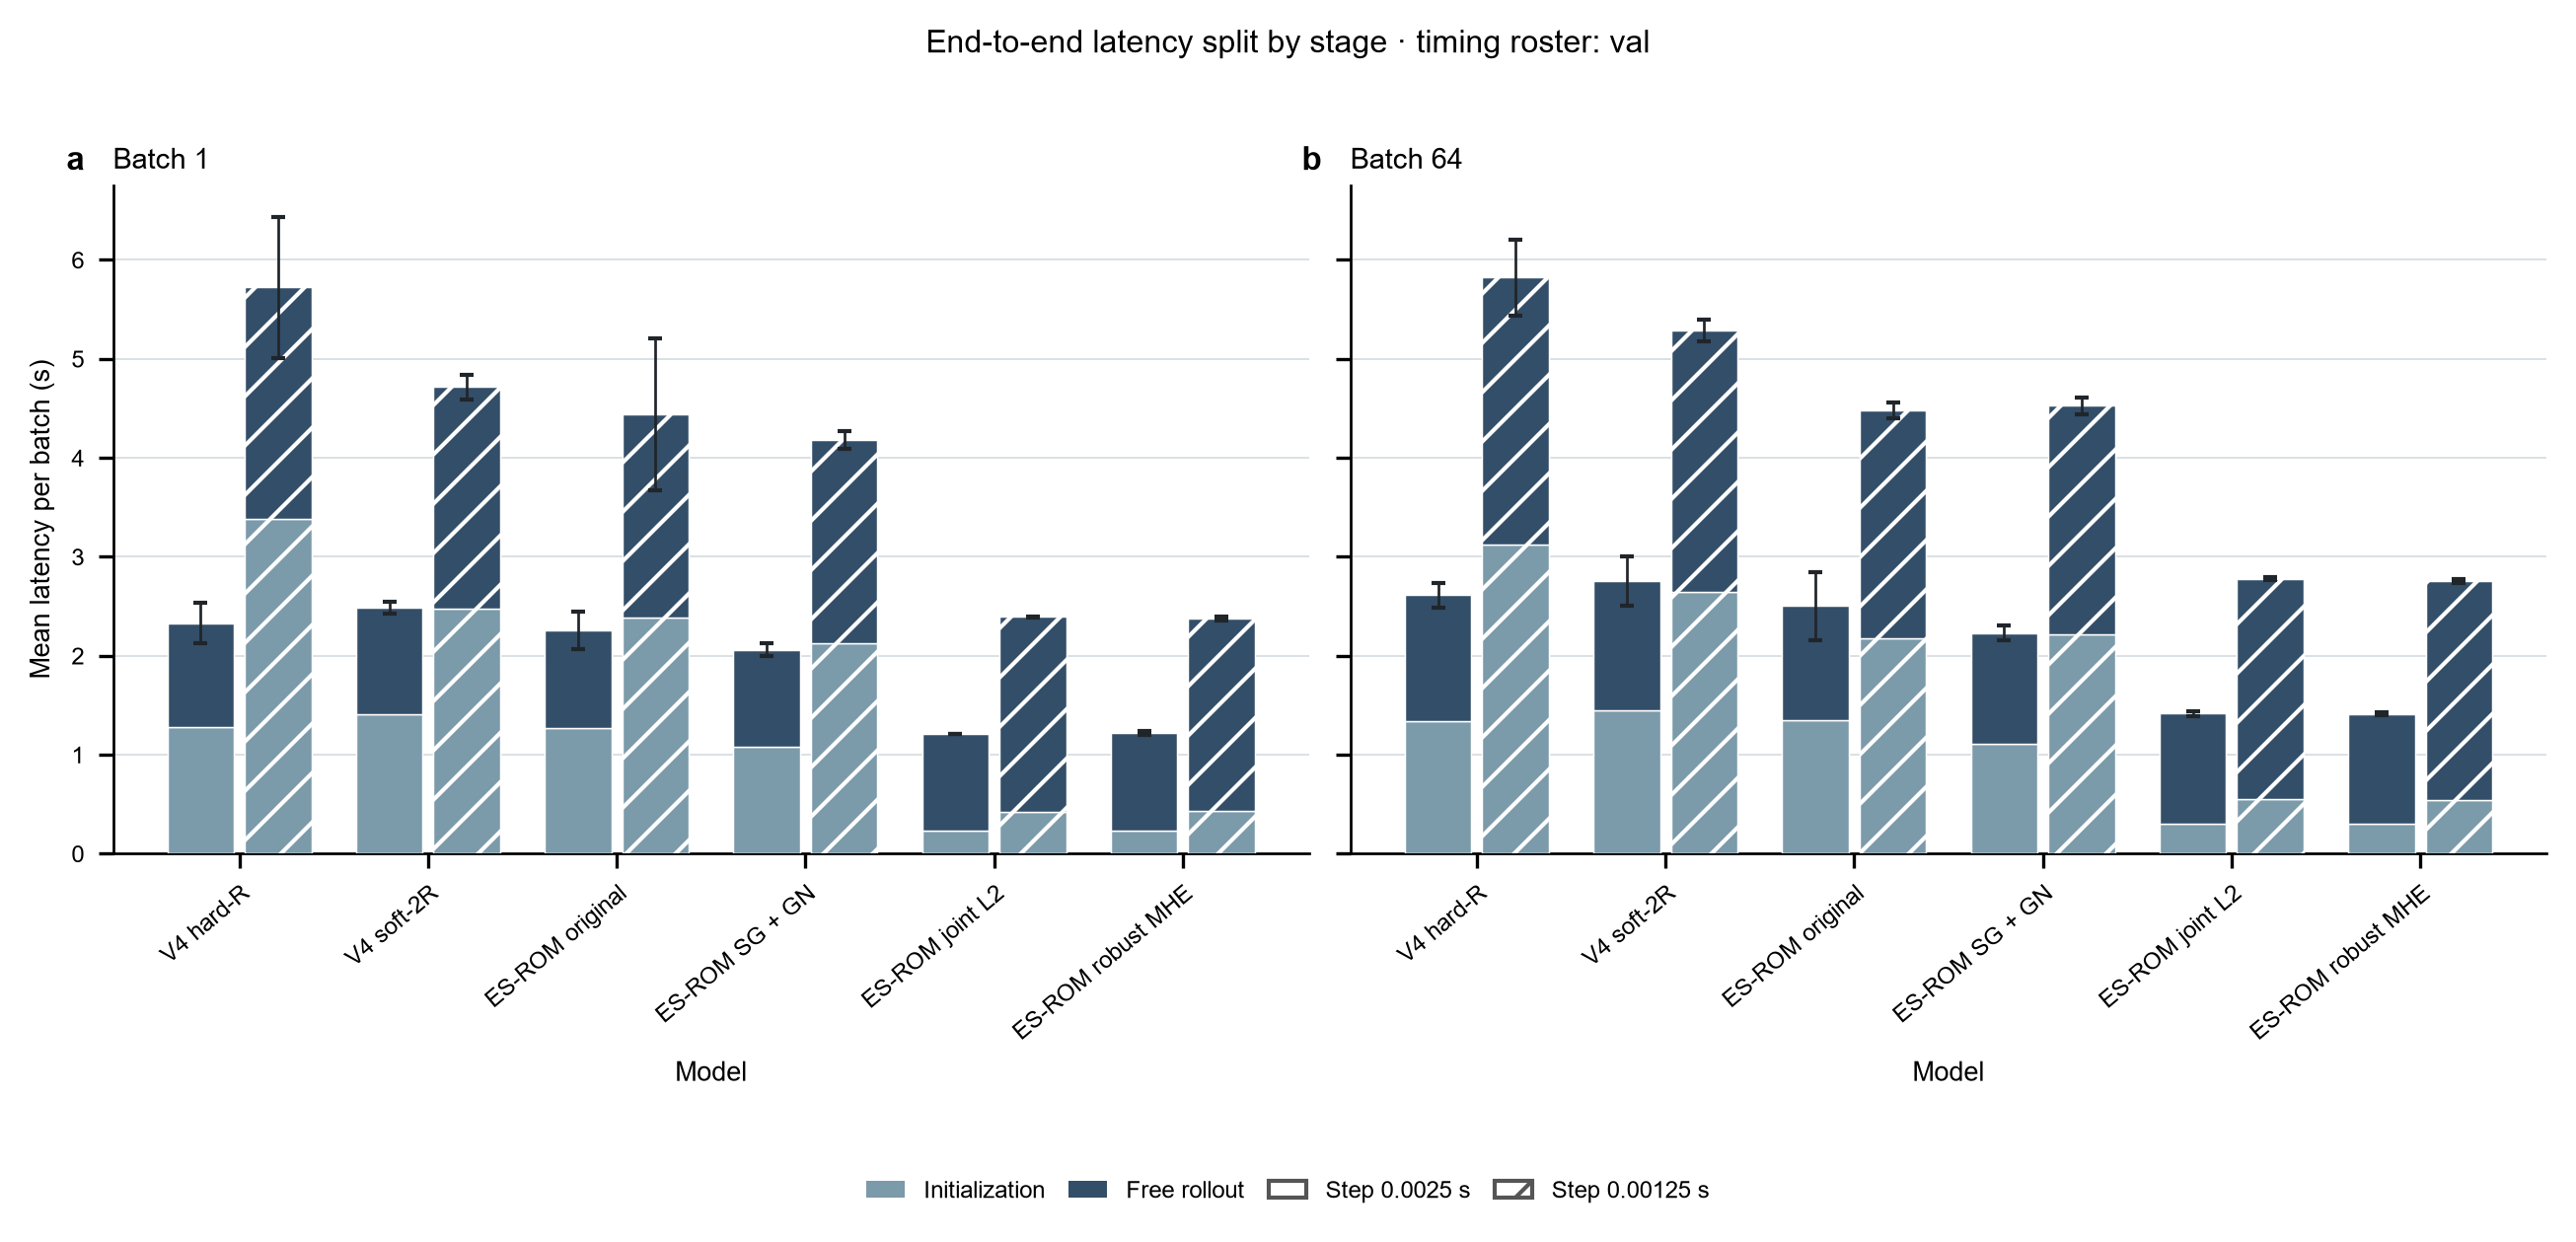 End-to-end latency split by stage · timing roster: val
a Batch 1
b Batch 64
Mean latency per batch (s)
6
5
4
3
2
1
0
V4 hard-R
V4 soft-2R
ES-ROM original
ES-ROM SG + GN
ES-ROM joint L2
ES-ROM robust MHE
Model
V4 hard-R
V4 soft-2R
ES-ROM original
ES-ROM SG + GN
ES-ROM joint L2
ES-ROM robust MHE
Model
Initialization Free rollout Step 0.0025 s Step 0.00125 s